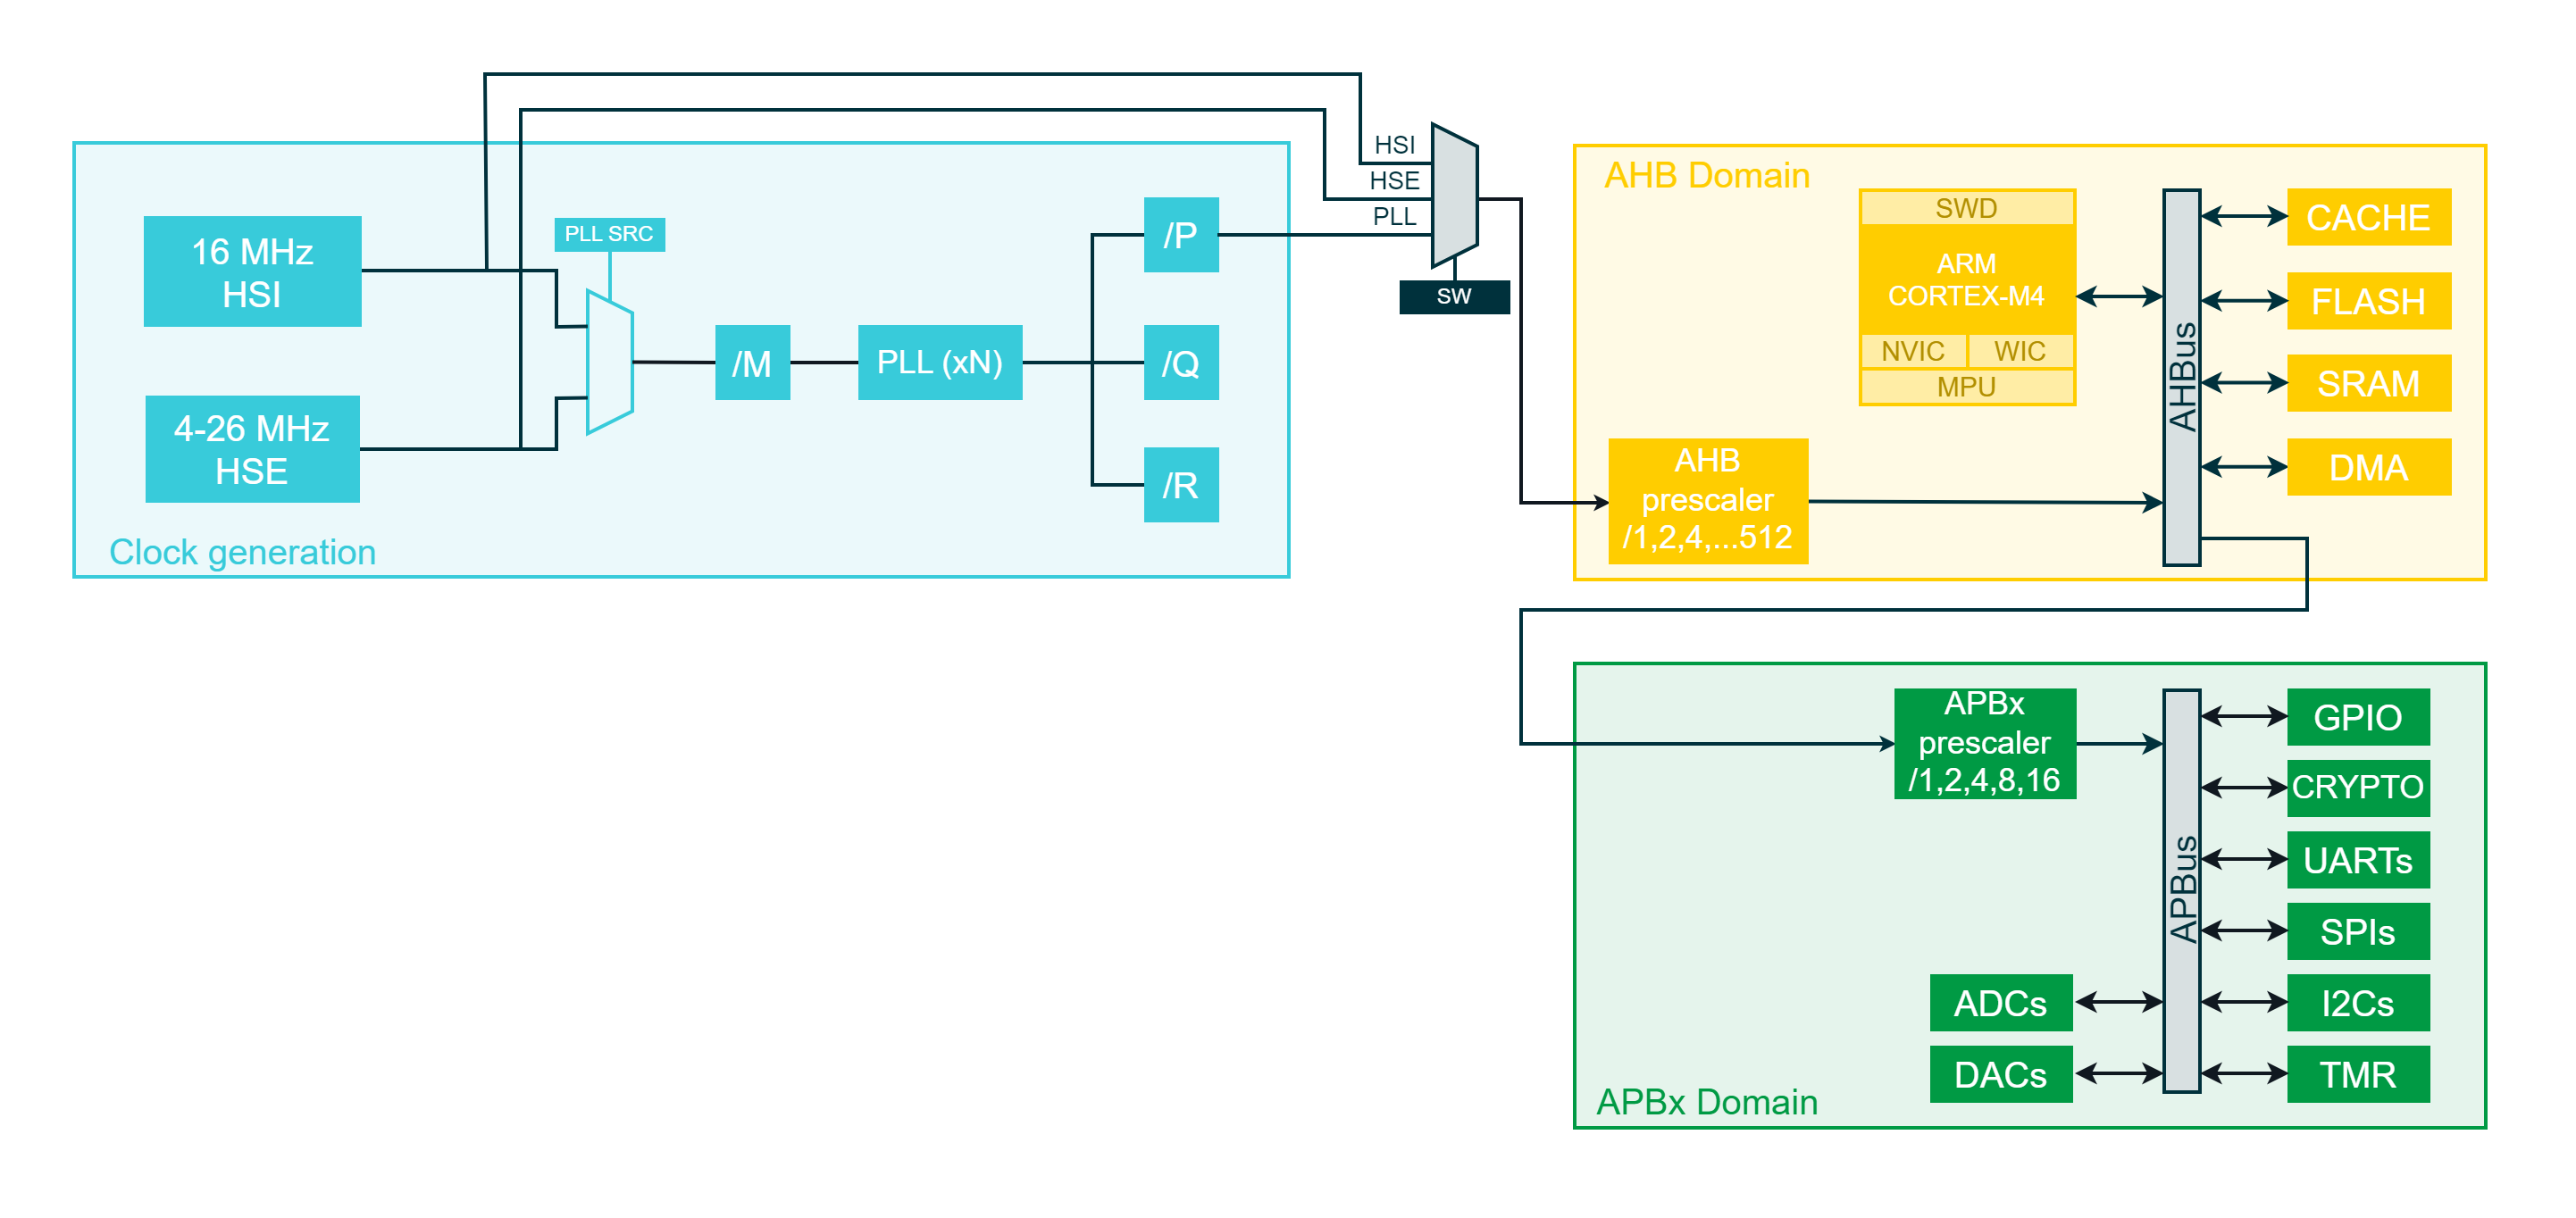 HSI
HSE
PLL
SW
16 MHz
HSI
4-26 MHz
HSE
PLL SRC
/M
PLL (xN)
/P
/Q
/R
Clock generation
AHB Domain
SWD
ARM
CORTEX-M4
NVIC
WIC
MPU
AHB
prescaler
/1,2,4,...512
AHBus
CACHE
FLASH
SRAM
DMA
APBx
prescaler
/1,2,4,8,16
APBus
GPIO
CRYPTO
UARTs
SPIs
ADCs
I2Cs
DACs
TMR
APBx Domain